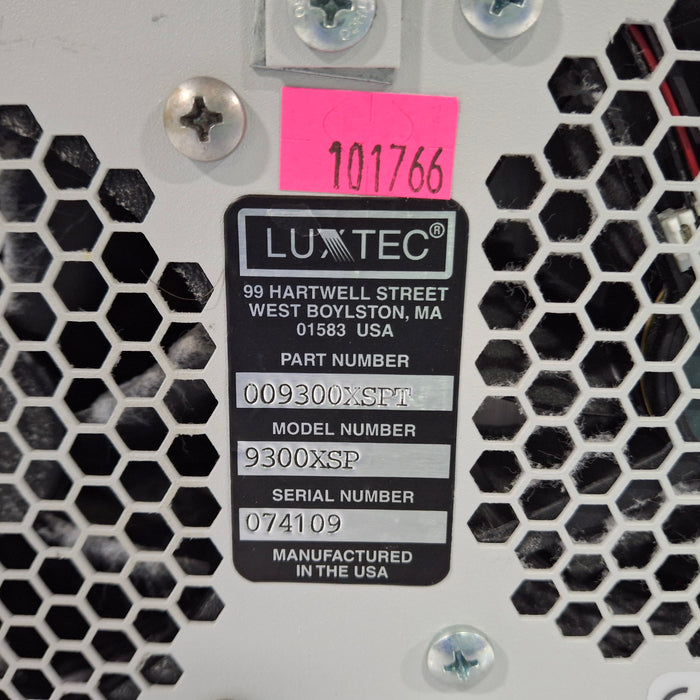 101766
LUXTEC®
99 HARTWELL STREET
WEST BOYLSTON, MA
01583 USA
PART NUMBER
009300XSPT
MODEL NUMBER
9300XSP
SERIAL NUMBER
074109
MANUFACTURED
IN THE USA